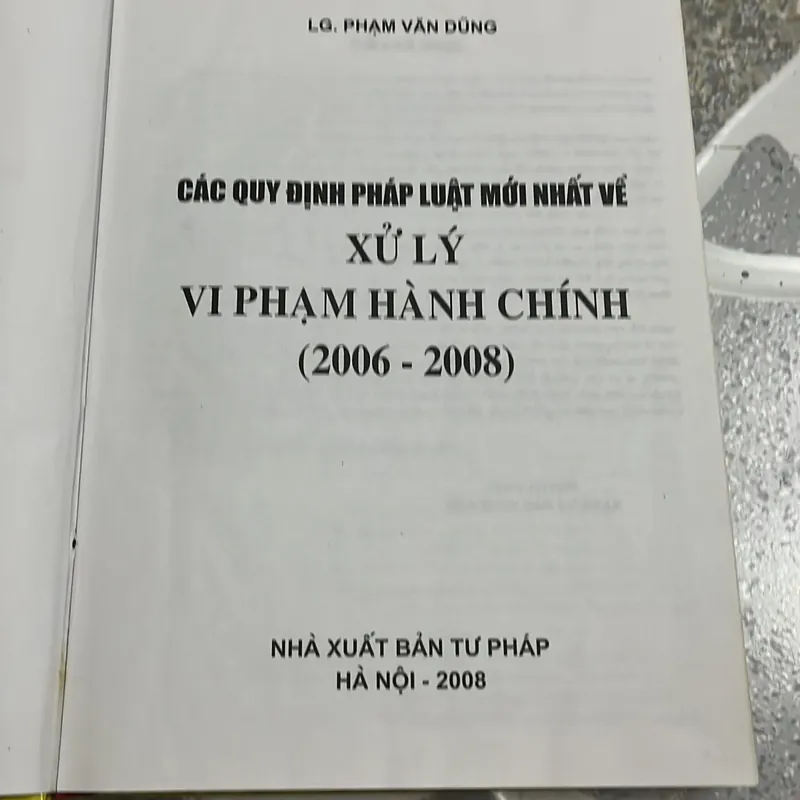 LG. PHẠM VĂN DŨNG
CÁC QUY ĐỊNH PHÁP LUẬT MỚI NHẤT VỀ
XỬ LÝ
VI PHẠM HÀNH CHÍNH
(2006 - 2008)
NHÀ XUẤT BẢN TƯ PHÁP
HÀ NỘI - 2008